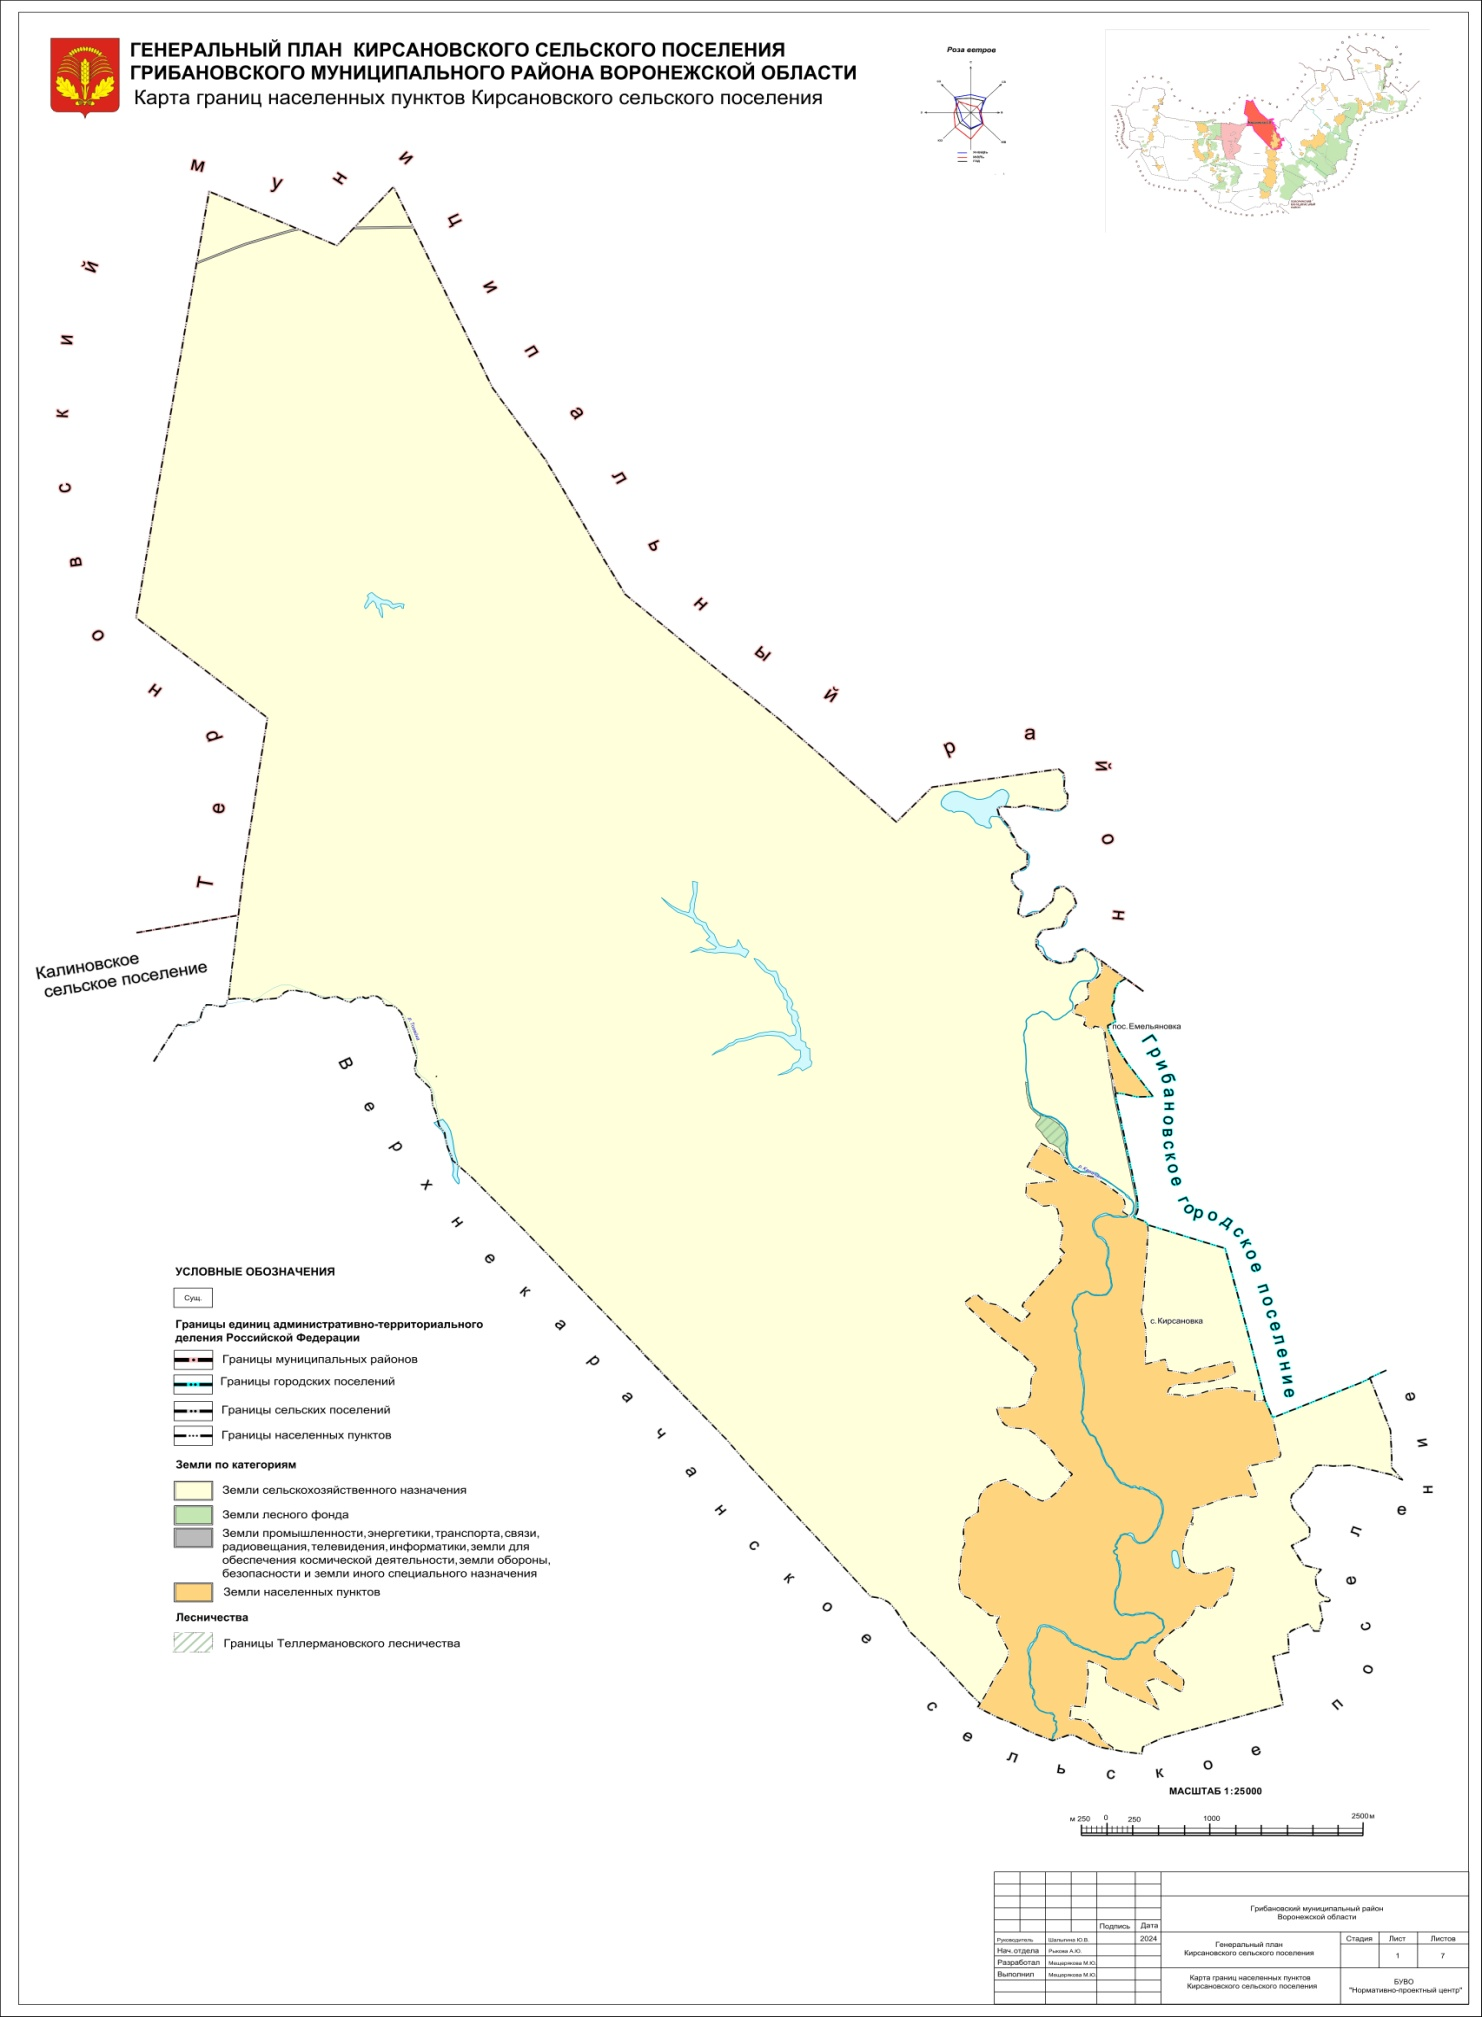 ГЕНЕРАЛЬНЫЙ ПЛАН КИРСАНОВСКОГО СЕЛЬСКОГО ПОСЕЛЕНИЯ
ГРИБАНОВСКОГО МУНИЦИПАЛЬНОГО РАЙОНА ВОРОНЕЖСКОЙ ОБЛАСТИ
Карта границ населенных пунктов Кирсановского сельского поселения
Роза ветров
Терновский муниципальный район
Калиновское
сельское поселение
пос. Емельяновка
Грибановское городское поселение
с. Кирсановка
Верхнекарачанское сельское поселение
УСЛОВНЫЕ ОБОЗНАЧЕНИЯ
Сущ.
Границы единиц административно-территориального
деления Российской Федерации
Границы муниципальных районов
Границы городских поселений
Границы сельских поселений
Границы населенных пунктов
Земли по категориям
Земли сельскохозяйственного назначения
Земли лесного фонда
Земли промышленности, энергетики, транспорта, связи,
радиовещания, телевидения, информатики, земли для
обеспечения космической деятельности, земли обороны,
безопасности и земли иного специального назначения
Земли населенных пунктов
Лесничества
Границы Теллермановского лесничества
МАСШТАБ 1:25000
м 250 0 250 1000 2500м
Грибановский муниципальный район
Воронежской области
Подпись Дата
Руководитель Шалыгина Ю.В. 2024
Нач. отдела Рыкова А.Ю.
Разработал Мещерякова М.Ю.
Выполнил Мещерякова М.Ю.
Генеральный план
Кирсановского сельского поселения
Стадия Лист Листов
1 7
Карта границ населенных пунктов
Кирсановского сельского поселения
БУВО
"Нормативно-проектный центр"